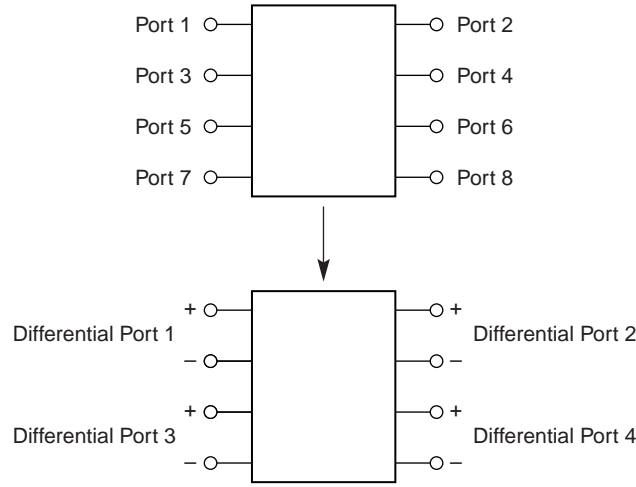 Port 1 Port 2
Port 3 Port 4
Port 5 Port 6
Port 7 Port 8
+ +
Differential Port 1 Differential Port 2
– –
+ +
Differential Port 3 Differential Port 4
– –